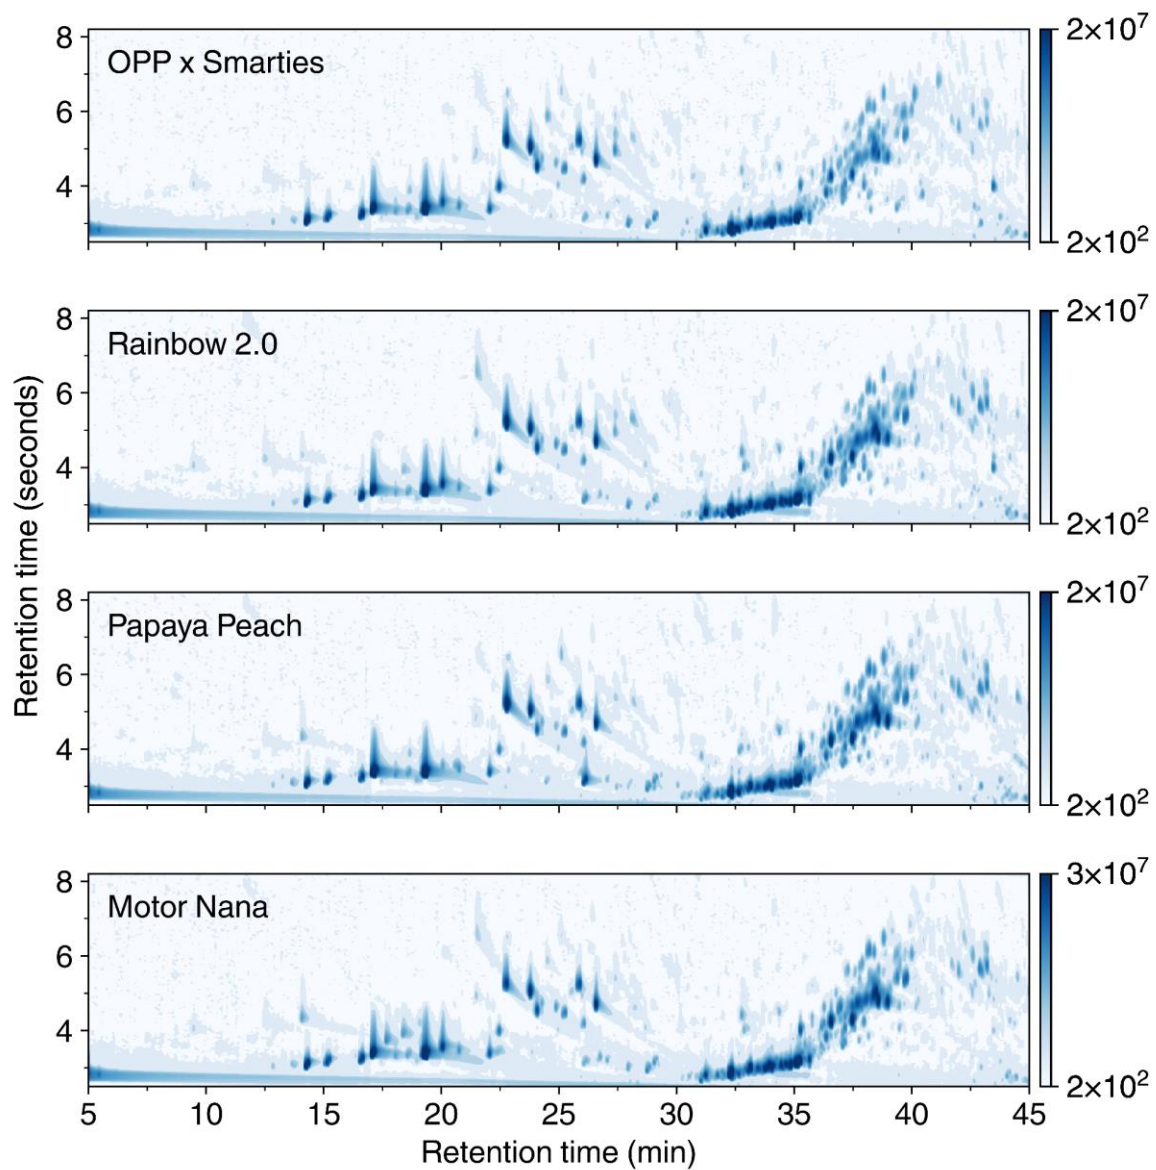 OPP x Smarties
8
6
4
2×10⁷
2×10²
Rainbow 2.0
8
6
4
2×10⁷
2×10²
Retention time (seconds)
Papaya Peach
8
6
4
2×10⁷
2×10²
Motor Nana
8
6
4
3×10⁷
2×10²
5 10 15 20 25 30 35 40 45
Retention time (min)